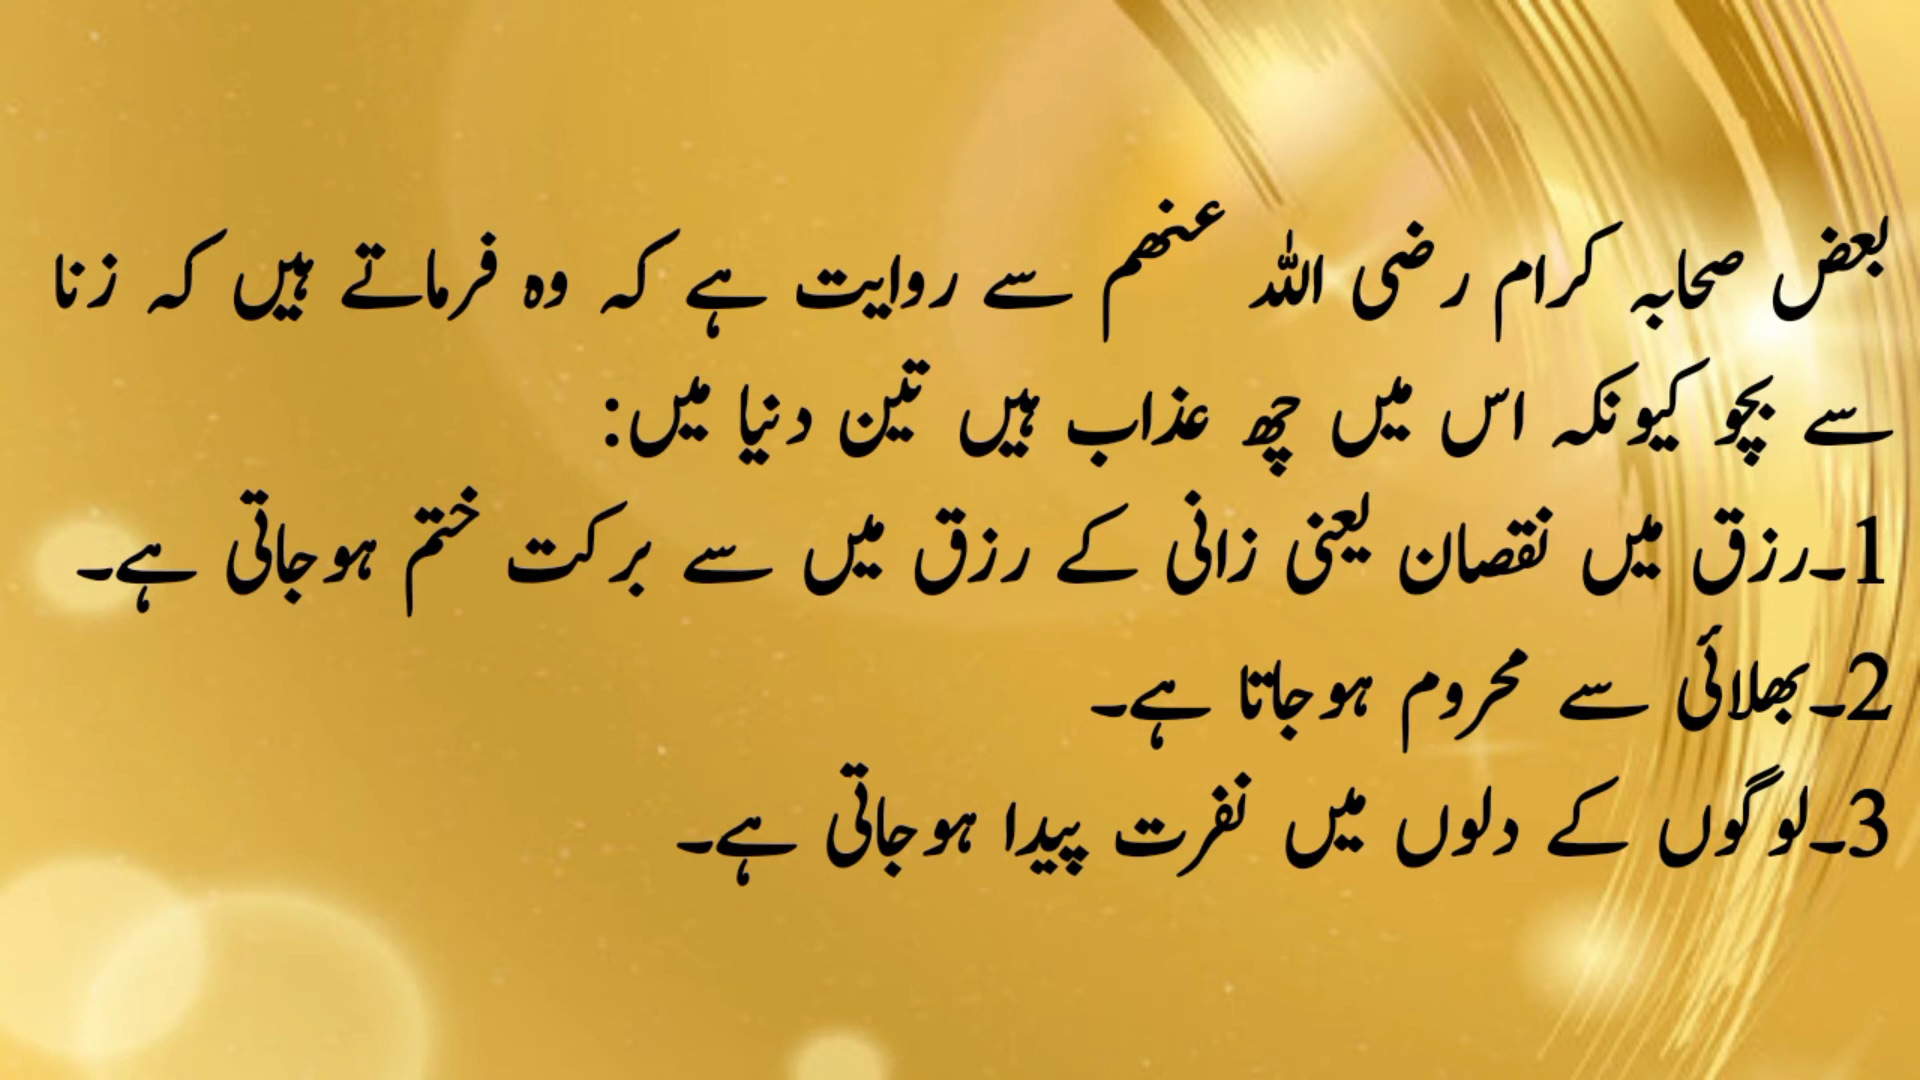 بعض صحابہ کرام رضی اللہ عنھم سے روایت ہے کہ وہ فرماتے ہیں کہ زنا
سے بچو کیونکہ اس میں چھ عذاب ہیں تین دنیا میں:
1۔رزق میں نقصان یعنی زانی کے رزق میں سے برکت ختم ہوجاتی ہے۔
2۔بھلائی سے محروم ہوجاتا ہے۔
3۔لوگوں کے دلوں میں نفرت پیدا ہوجاتی ہے۔